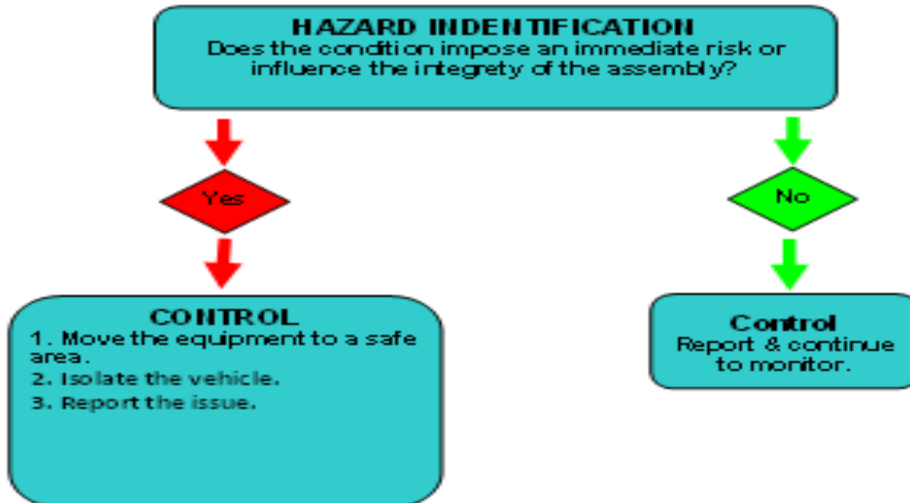 HAZARD INDENTIFICATION
Does the condition impose an immediate risk or
influence the integrety of the assembly?
Yes
No
CONTROL
1. Move the equipment to a safe
area.
2. Isolate the vehicle.
3. Report the issue.
Control
Report & continue
to monitor.